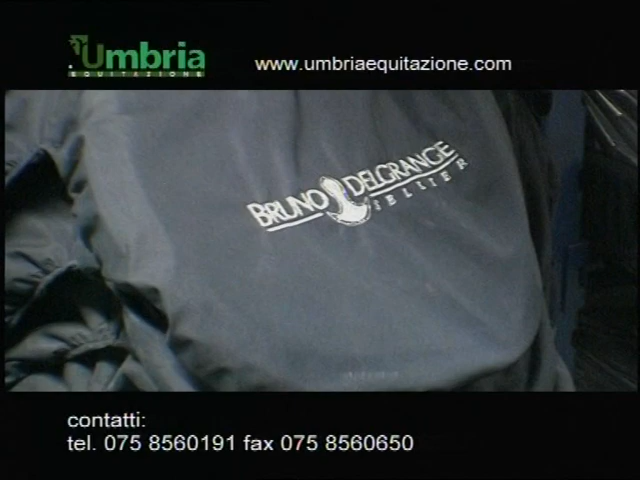 Umbria
EQUITAZIONE
www.umbriaequitazione.com
BRUNO DELGRANGE
SELLIER
contatti:
tel. 075 8560191 fax 075 8560650